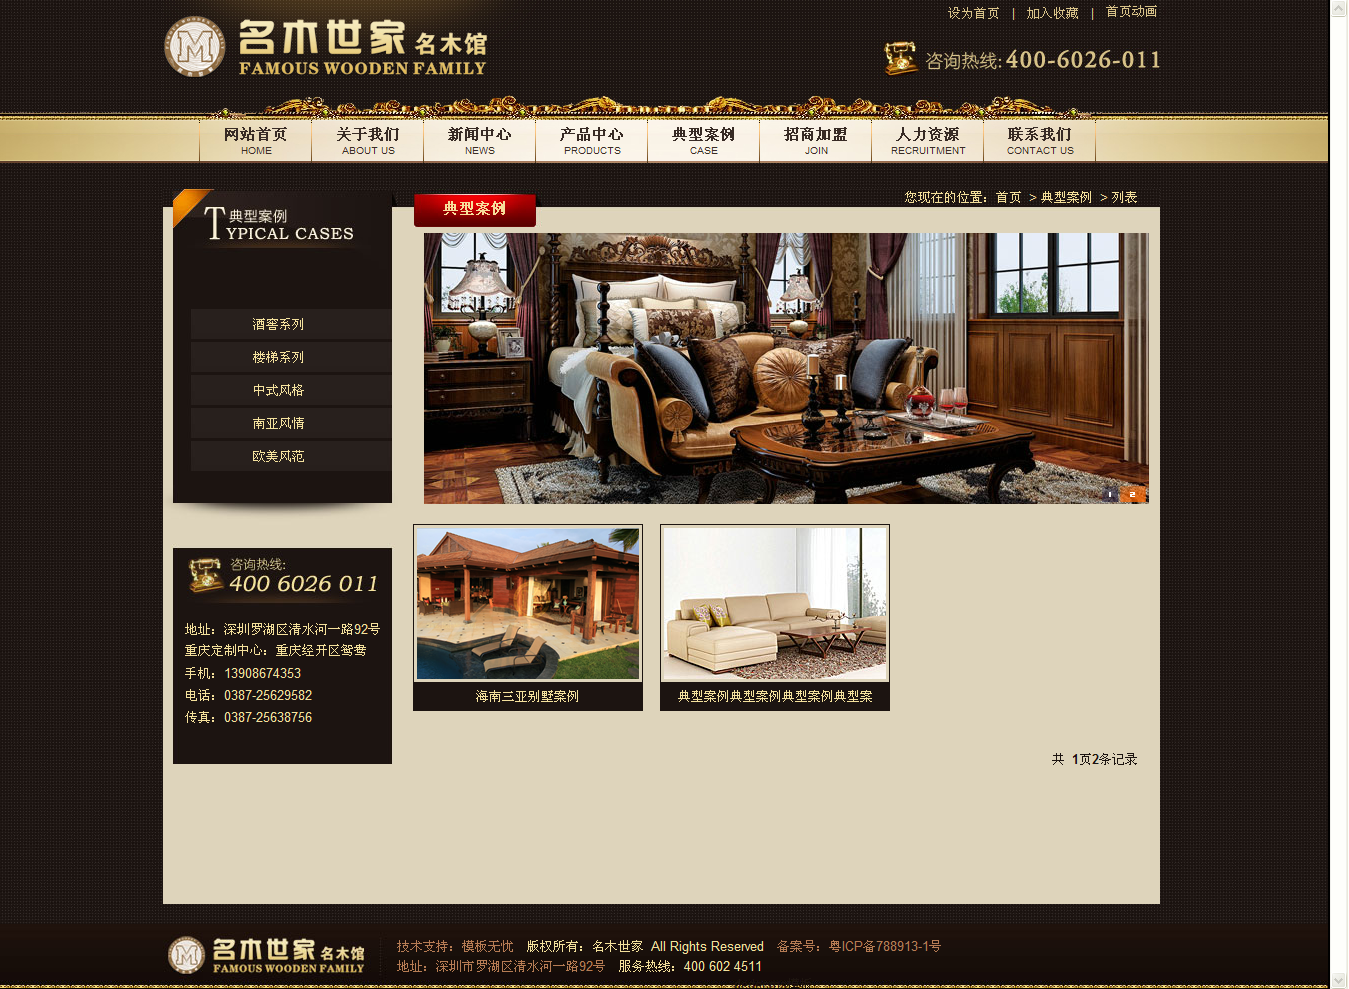 设为首页 | 加入收藏 | 首页动画
名木世家 名木馆
FAMOUS WOODEN FAMILY
咨询热线:400-6026-011
网站首页 关于我们 新闻中心 产品中心 典型案例 招商加盟 人力资源 联系我们
HOME ABOUT US NEWS PRODUCTS CASE JOIN RECRUITMENT CONTACT US
典型案例
TYPICAL CASES
典型案例
您现在的位置：首页 > 典型案例 > 列表
酒窖系列
楼梯系列
中式风格
南亚风情
欧美风范
1 2
咨询热线:
400 6026 011
地址：深圳罗湖区清水河一路92号
重庆定制中心：重庆经开区鸳鸯
手机：13908674353
电话：0387-25629582
传真：0387-25638756
海南三亚别墅案例
典型案例典型案例典型案例典型案
共 1页2条记录
名木世家 名木馆
FAMOUS WOODEN FAMILY
技术支持：模板无忧 版权所有：名木世家 All Rights Reserved 备案号：粤ICP备788913-1号
地址：深圳市罗湖区清水河一路92号 服务热线：400 602 4511